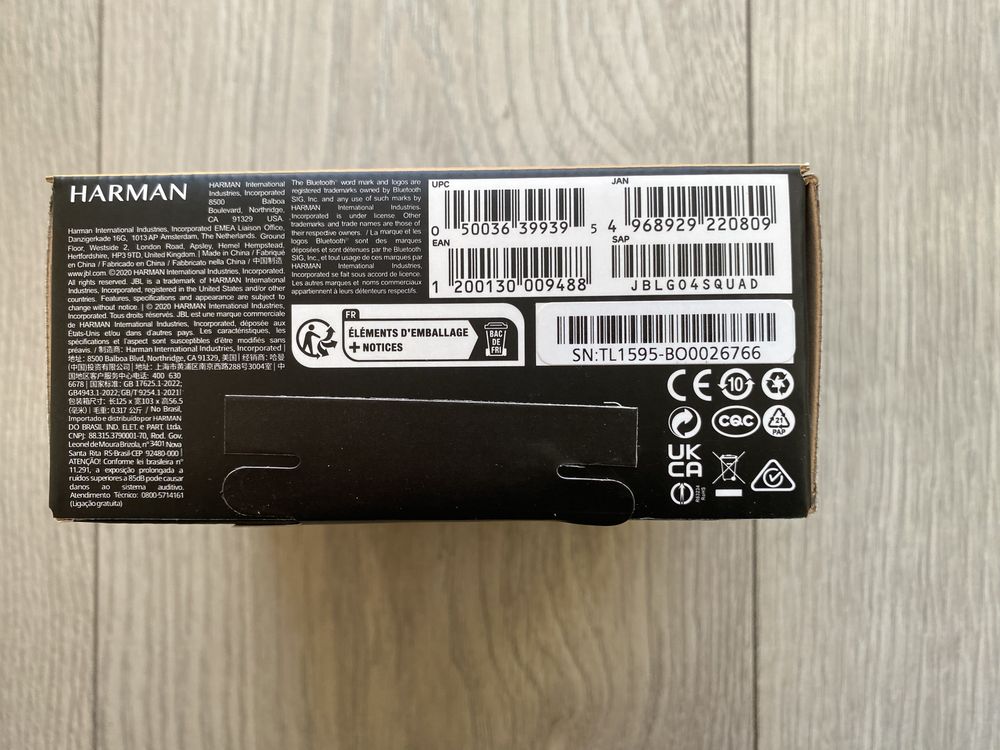 HARMAN
HARMAN International
Industries, Incorporated
8500 Balboa
Boulevard, Northridge,
CA 91329 USA.
Harman International Industries, Incorporated EMEA Liaison Office,
Danzigerkade 16G, 1013 AP Amsterdam, The Netherlands. Ground
Floor, Westside 2, London Road, Apsley, Hemel Hempstead,
Hertfordshire, HP3 9TD, United Kingdom. | Made in China / Fabriqué
en China / Fabricado en China / Fabbricato nella China / 中国制造
www.jbl.com ©2020 HARMAN International Industries, Incorporated.
All rights reserved. JBL is a trademark of HARMAN International
Industries, Incorporated, registered in the United States and/or other
countries. Features, specifications and appearance are subject to
change without notice. | © 2020 HARMAN International Industries,
Incorporated. Tous droits réservés. JBL est une marque commerciale
de HARMAN International Industries, Incorporated, déposée aux
États-Unis et/ou dans d'autres pays. Les caractéristiques, les
spécifications et l'aspect sont susceptibles d'être modifiés sans
préavis. / 制造商: Harman International Industries, Incorporated |
地址: 8500 Balboa Blvd, Northridge, CA 91329, 美国 | 经销商: 哈曼
(中国)投资有限公司 | 地址: 上海市黄浦区南京西路288号3004室 | 中
国地区客户服务中心电话: 400 630
6678 | 国家标准: GB 17625.1-2022;
GB4943.1-2022; GB/T 9254.1-2021|
包装箱尺寸: 长125 x 宽103 x 高56.5
(毫米) | 毛重: 0.317 公斤 / No Brasil,
Importado e distribuído por HARMAN
DO BRASIL IND. ELET. e PART. Ltda.
CNPJ: 88.315.379​0001-70, Rod. Gov.
Leonel de Moura Brizola, n° 3401 Nova
Santa Rita RS-Brasil-CEP 92480-000 |
ATENÇÃO! Conforme lei brasileira n°
11.291, a exposição prolongada a
ruídos superiores a 85dB pode causar
danos ao sistema auditivo.
Atendimento Técnico: 0800-5714161
(Ligação gratuita)
The Bluetooth® word mark and logos are
registered trademarks owned by Bluetooth
SIG, Inc. and any use of such marks by
HARMAN International Industries,
Incorporated is under license. Other
trademarks and trade names are those of
their respective owners. / La marque et les
logos Bluetooth® sont des marques
déposées et sont détenues par the Bluetooth
SIG, Inc., et tout usage de ces marques par
HARMAN International Industries,
Incorporated se fait sous accord de licence.
Les autres marques et noms commerciaux
appartiennent à leurs détenteurs respectifs.
UPC
0 50036 39939 5
JAN
4 968929 220809
EAN
1 200130 009488
SAP
JBLGO4SQUAD
FR
ÉLÉMENTS D'EMBALLAGE
+ NOTICES
BAC
DE
TRI
SN:TL1595-BO0026766
CE
10
CQC
21
PAP
UK
CA
RoHS